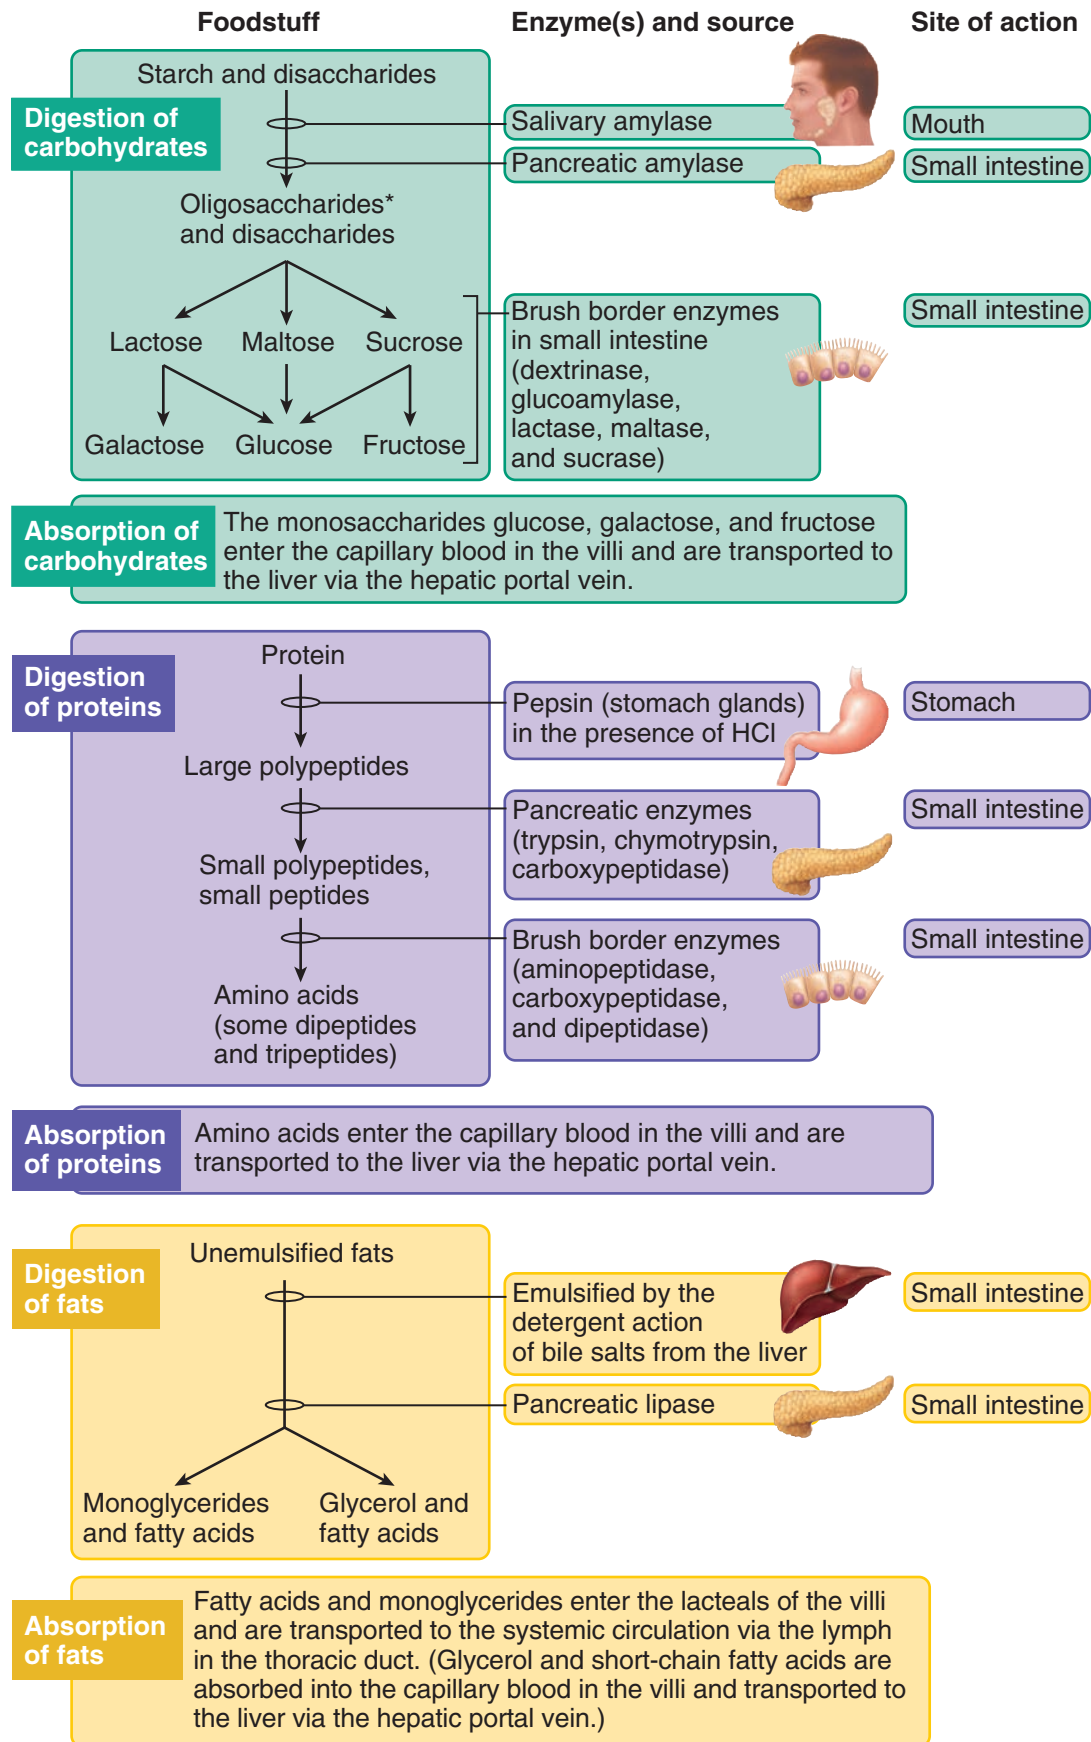 Foodstuff
Enzyme(s) and source
Site of action
Digestion of
carbohydrates
Starch and disaccharides
Salivary amylase
Mouth
Pancreatic amylase
Small intestine
Oligosaccharides*
and disaccharides
Lactose
Maltose
Sucrose
Galactose
Glucose
Fructose
Brush border enzymes
in small intestine
(dextrinase,
glucoamylase,
lactase, maltase,
and sucrase)
Small intestine
Absorption of
carbohydrates
The monosaccharides glucose, galactose, and fructose
enter the capillary blood in the villi and are transported to
the liver via the hepatic portal vein.
Digestion
of proteins
Protein
Pepsin (stomach glands)
in the presence of HCl
Stomach
Large polypeptides
Pancreatic enzymes
(trypsin, chymotrypsin,
carboxypeptidase)
Small intestine
Small polypeptides,
small peptides
Brush border enzymes
(aminopeptidase,
carboxypeptidase,
and dipeptidase)
Small intestine
Amino acids
(some dipeptides
and tripeptides)
Absorption
of proteins
Amino acids enter the capillary blood in the villi and are
transported to the liver via the hepatic portal vein.
Digestion
of fats
Unemulsified fats
Emulsified by the
detergent action
of bile salts from the liver
Small intestine
Pancreatic lipase
Small intestine
Monoglycerides
and fatty acids
Glycerol and
fatty acids
Absorption
of fats
Fatty acids and monoglycerides enter the lacteals of the villi
and are transported to the systemic circulation via the lymph
in the thoracic duct. (Glycerol and short-chain fatty acids are
absorbed into the capillary blood in the villi and transported to
the liver via the hepatic portal vein.)